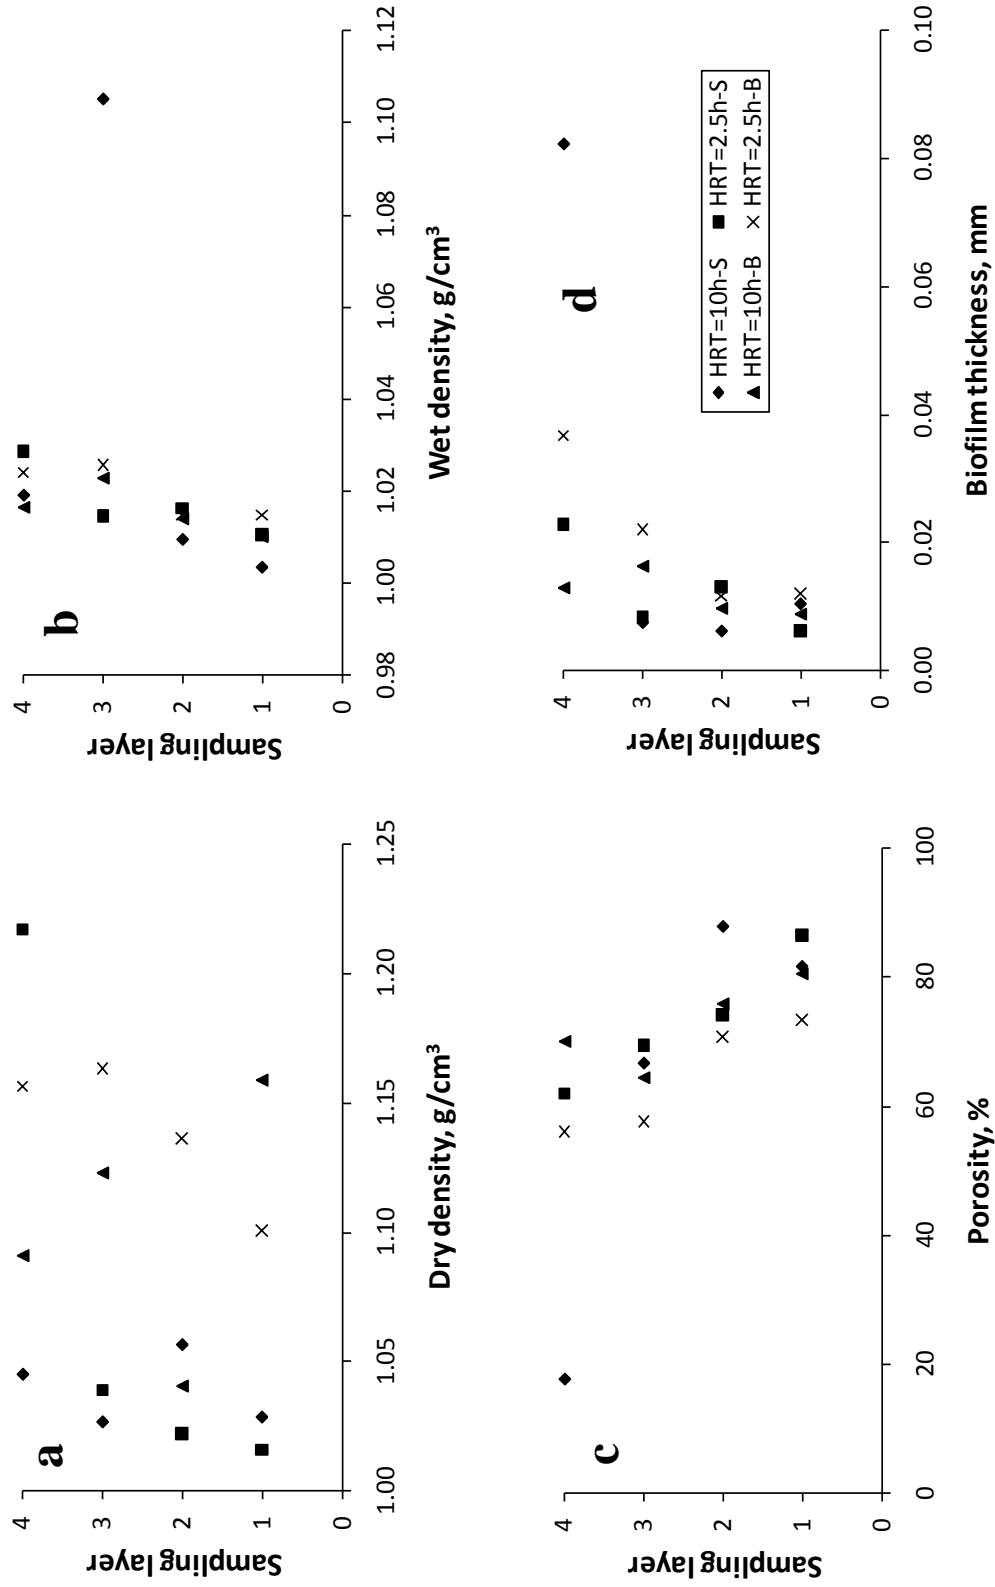 a
Sampling layer
4
3
2
1
0
1.00 1.05 1.10 1.15 1.20 1.25
Dry density, g/cm³
b
Sampling layer
4
3
2
1
0
0.98 1.00 1.02 1.04 1.06 1.08 1.10 1.12
Wet density, g/cm³
c
Sampling layer
4
3
2
1
0
0 20 40 60 80 100
Porosity, %
d
Sampling layer
4
3
2
1
0
HRT=10h-S HRT=2.5h-S
HRT=10h-B HRT=2.5h-B
0.00 0.02 0.04 0.06 0.08 0.10
Biofilm thickness, mm